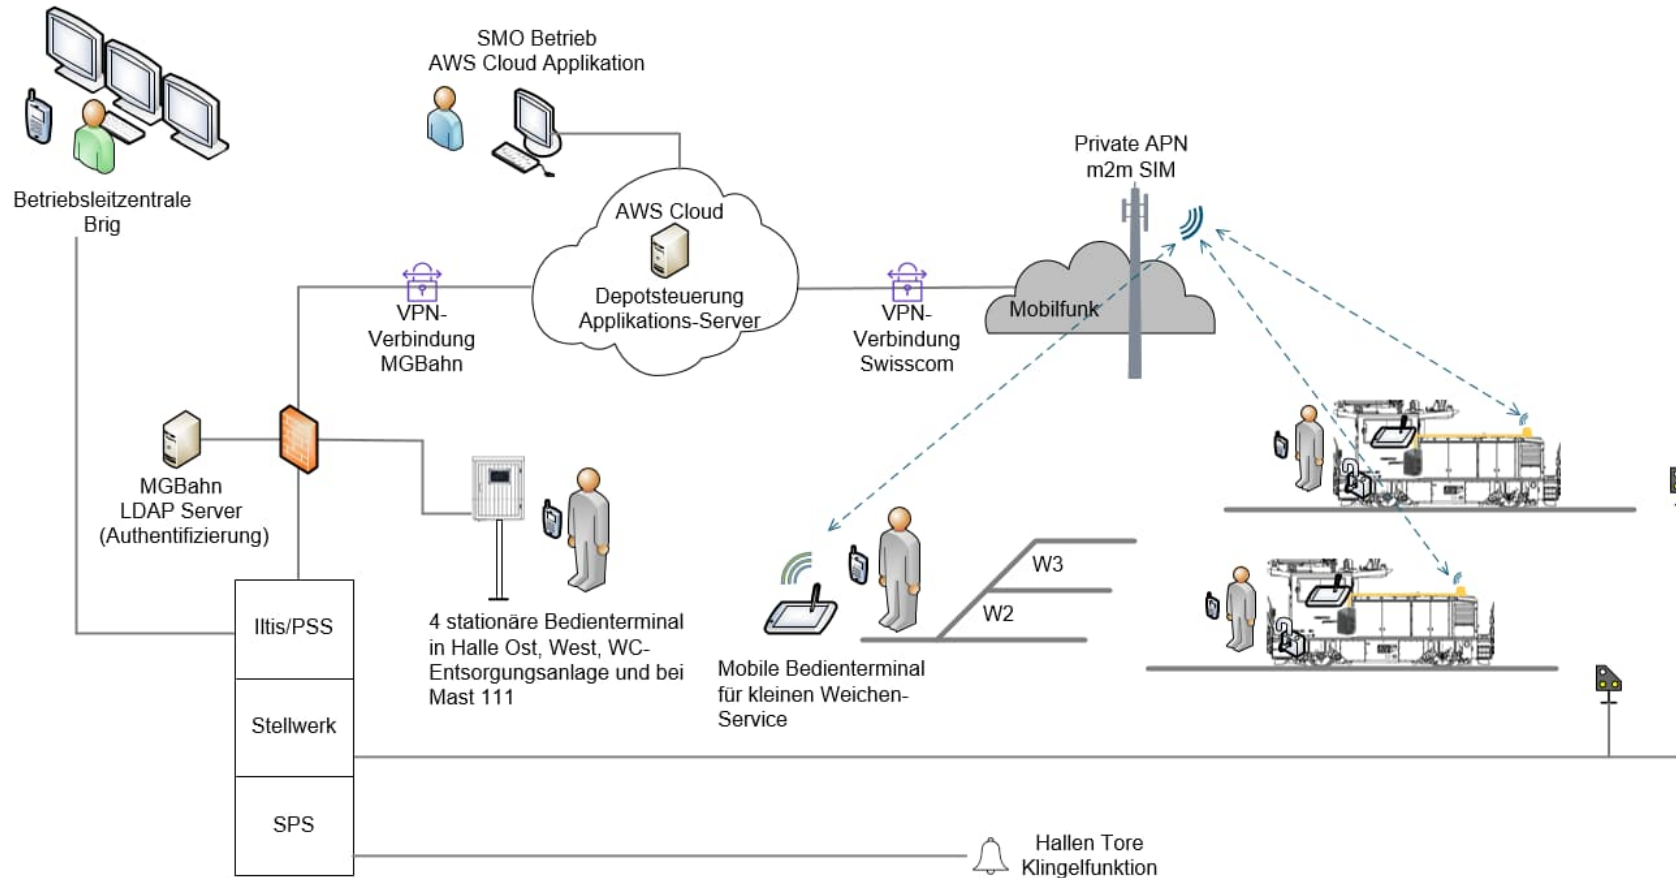 SMO Betrieb
AWS Cloud Applikation
Betriebsleitzentrale
Brig
Private APN
m2m SIM
AWS Cloud
Depotsteuerung
Applikations-Server
VPN-
Verbindung
MGBahn
VPN-
Verbindung
Swisscom
Mobilfunk
MGBahn
LDAP Server
(Authentifizierung)
4 stationäre Bedienterminal
in Halle Ost, West, WC-
Entsorgungsanlage und bei
Mast 111
Mobile Bedienterminal
für kleinen Weichen-
Service
W3
W2
Iltis/PSS
Stellwerk
SPS
Hallen Tore
Klingelfunktion